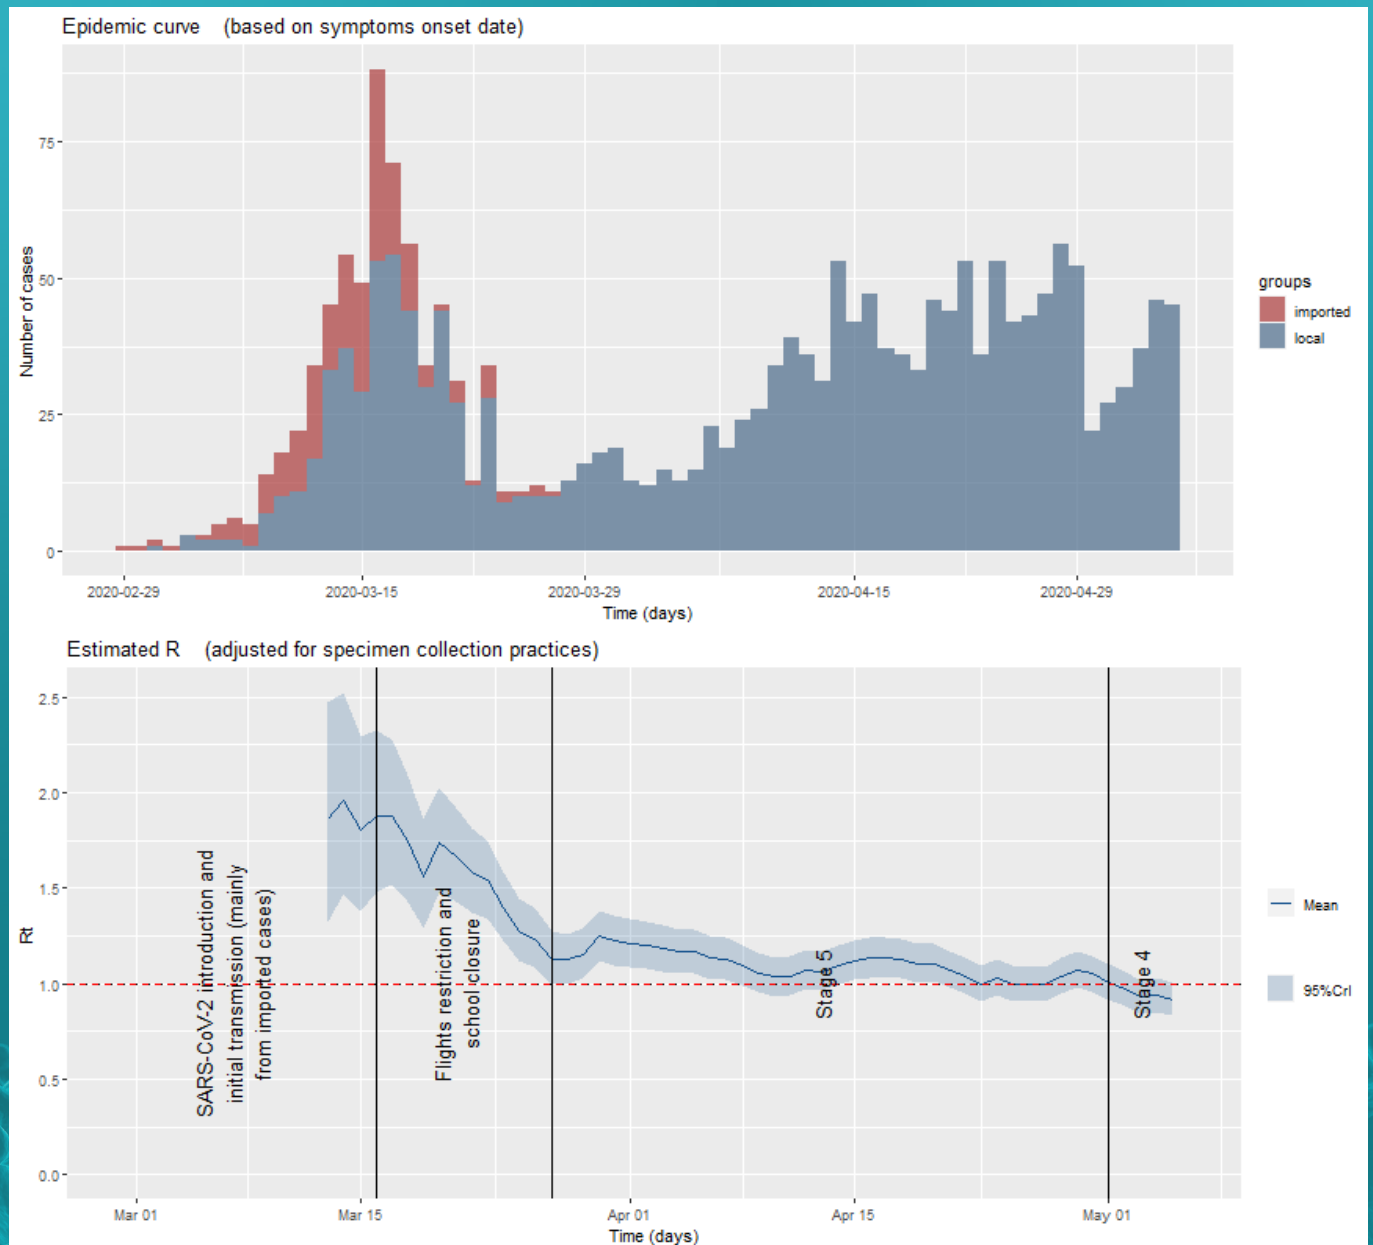 Epidemic curve (based on symptoms onset date)
Number of cases
75
50
25
0
2020-02-29
2020-03-15
2020-03-29
2020-04-15
2020-04-29
Time (days)
groups
imported
local
Estimated R (adjusted for specimen collection practices)
Rt
2.5
2.0
1.5
1.0
0.5
0.0
SARS-CoV-2 introduction and
initial transmission (mainly
from imported cases)
Flights restriction and
school closure
Stage 5
Stage 4
Mar 01
Mar 15
Apr 01
Apr 15
May 01
Time (days)
Mean
95%CrI